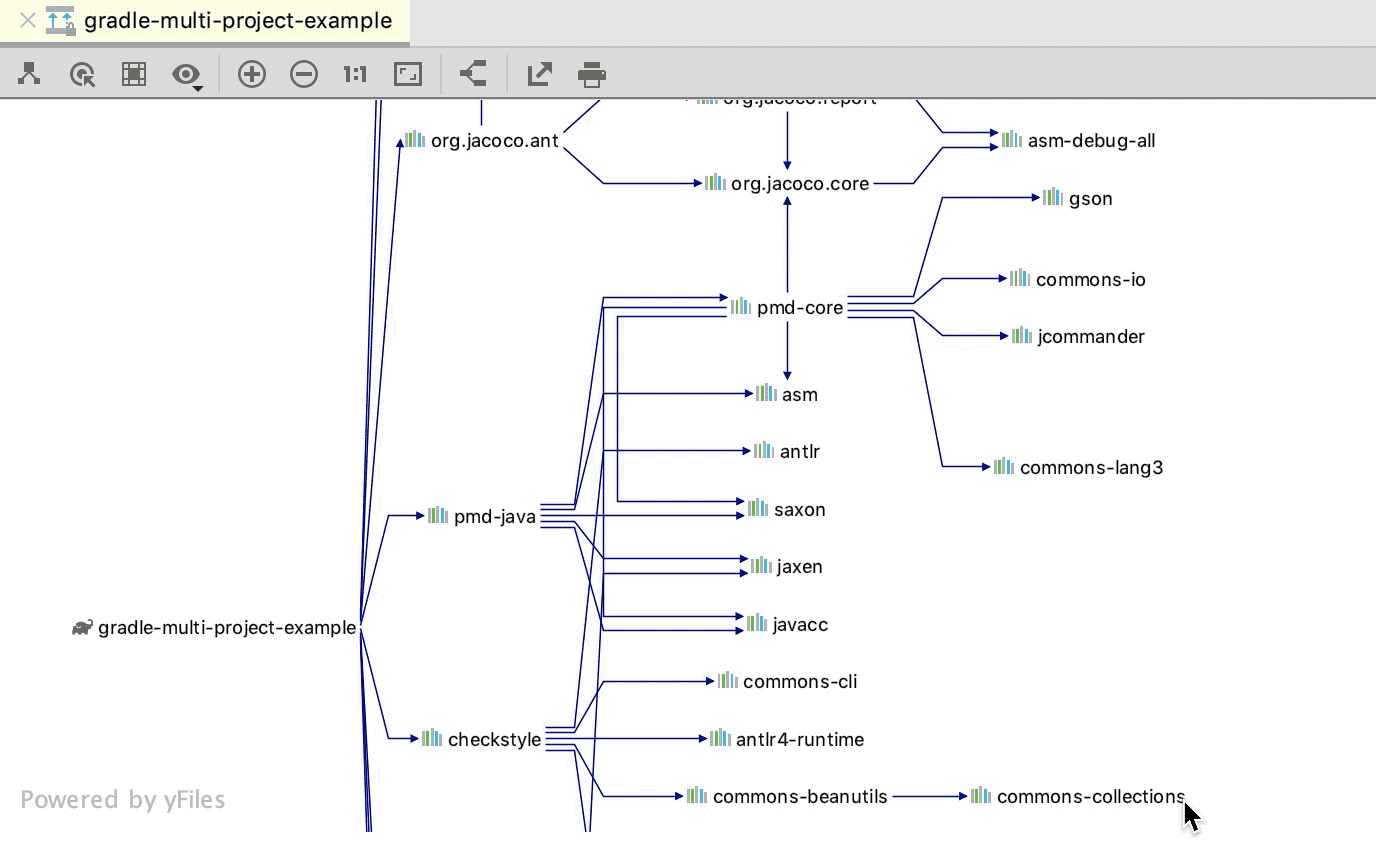 gradle-multi-project-example
1:1
org.jacoco.report
org.jacoco.ant
asm-debug-all
org.jacoco.core
gson
commons-io
pmd-core
jcommander
asm
antlr
commons-lang3
saxon
pmd-java
jaxen
javacc
gradle-multi-project-example
commons-cli
checkstyle
antlr4-runtime
commons-beanutils
commons-collections
Powered by yFiles